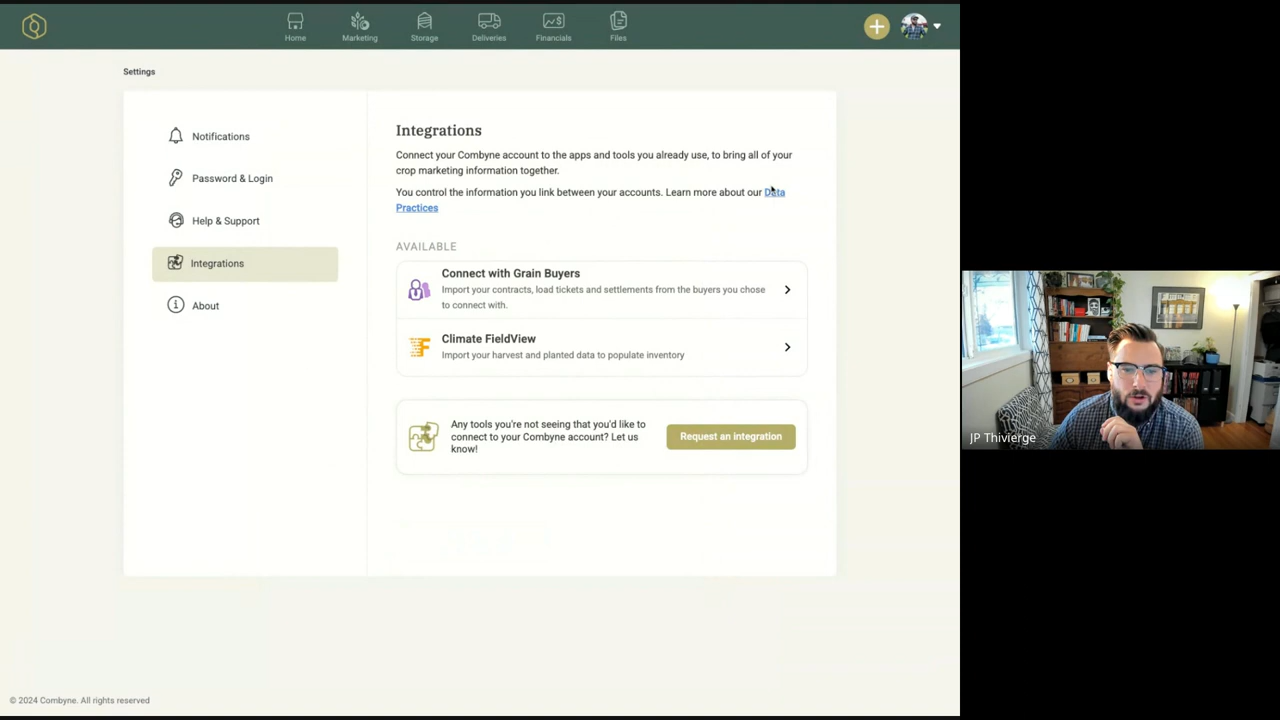 Home
Marketing
Storage
Deliveries
Financials
Files
Settings
Notifications
Password & Login
Help & Support
Integrations
About
Integrations
Connect your Combyne account to the apps and tools you already use, to bring all of your
crop marketing information together.
You control the information you link between your accounts. Learn more about our Data
Practices
AVAILABLE
Connect with Grain Buyers
Import your contracts, load tickets and settlements from the buyers you chose
to connect with.
Climate FieldView
Import your harvest and planted data to populate inventory
Any tools you're not seeing that you'd like to
connect to your Combyne account? Let us
know!
Request an integration
JP Thivierge
© 2024 Combyne. All rights reserved